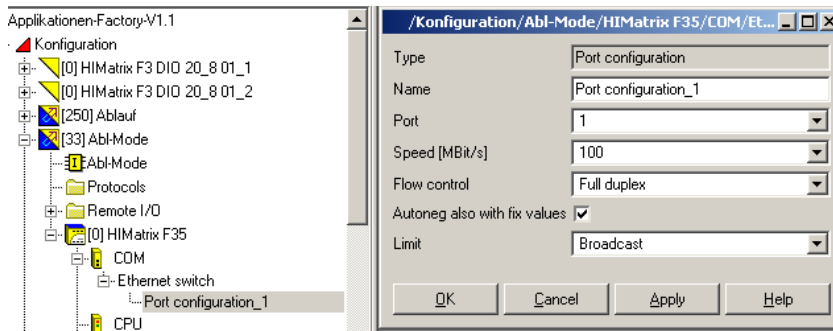 Applikationen-Factory-V1.1
Konfiguration
[0] HIMatrix F3 DIO 20_8 01_1
[0] HIMatrix F3 DIO 20_8 01_2
[250] Ablauf
[33] Abl-Mode
Abl-Mode
Protocols
Remote I/O
[0] HIMatrix F35
COM
Ethernet switch
Port configuration_1
CPU
/Konfiguration/Abl-Mode/HIMatrix F35/COM/Et...
Type Port configuration
Name Port configuration_1
Port 1
Speed [MBit/s] 100
Flow control Full duplex
Autoneg also with fix values
Limit Broadcast
OK Cancel Apply Help